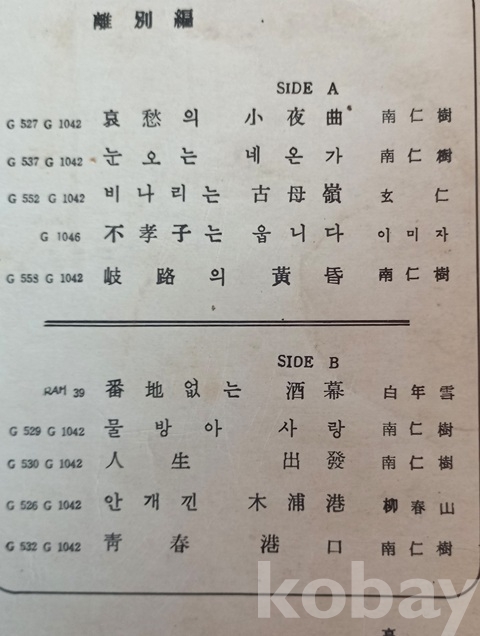 離別編
SIDE A
G 527 G 1042 哀愁의 小夜曲 南仁樹
G 537 G 1042 눈오는 네온가 南仁樹
G 552 G 1042 비나리는 古母嶺 玄仁
G 1046 不孝子는 웁니다 이미자
G 553 G 1042 岐路의 黃昏 南仁樹
SIDE B
RAM 39 番地없는 酒幕 白年雪
G 529 G 1042 물방아 사랑 南仁樹
G 530 G 1042 人生 出發 南仁樹
G 526 G 1042 안개낀 木浦港 柳春山
G 532 G 1042 靑春 港口 南仁樹
kobay